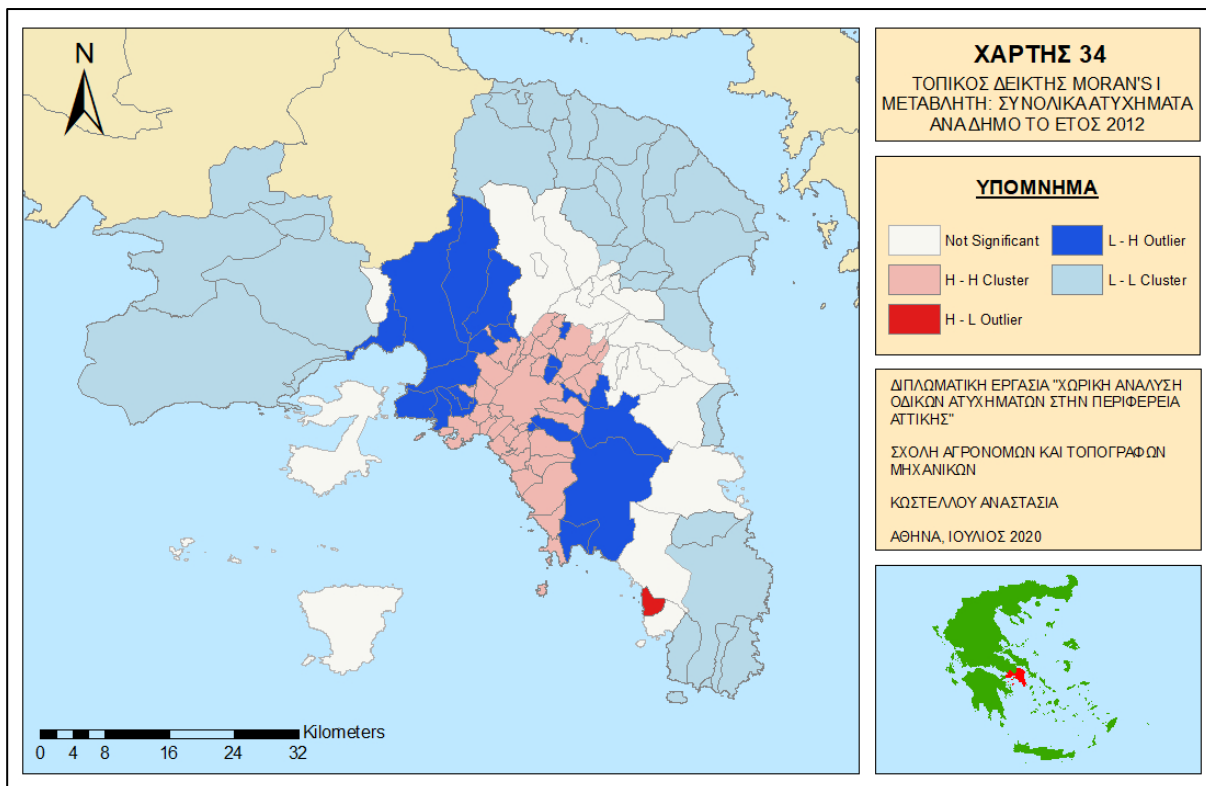 N
Kilometers
0 2 4 8 16 24 32
ΧΑΡΤΗΣ 34
ΤΟΠΙΚΟΣ ΔΕΙΚΤΗΣ MORAN'S I
ΜΕΤΑΒΛΗΤΗ: ΣΥΝΟΛΙΚΑ ΑΤΥΧΗΜΑΤΑ
ΑΝΑ ΔΗΜΟ ΤΟ ΕΤΟΣ 2012
ΥΠΟΜΝΗΜΑ
Not Significant
L - H Outlier
H - H Cluster
L - L Cluster
H - L Outlier
ΔΙΠΛΩΜΑΤΙΚΗ ΕΡΓΑΣΙΑ "ΧΩΡΙΚΗ ΑΝΑΛΥΣΗ
ΟΔΙΚΩΝ ΑΤΥΧΗΜΑΤΩΝ ΣΤΗΝ ΠΕΡΙΦΕΡΕΙΑ
ΑΤΤΙΚΗΣ"
ΣΧΟΛΗ ΑΓΡΟΝΟΜΩΝ ΚΑΙ ΤΟΠΟΓΡΑΦΩΝ
ΜΗΧΑΝΙΚΩΝ
ΚΩΣΤΕΛΛΟΥ ΑΝΑΣΤΑΣΙΑ
ΑΘΗΝΑ, ΙΟΥΛΙΟΣ 2020